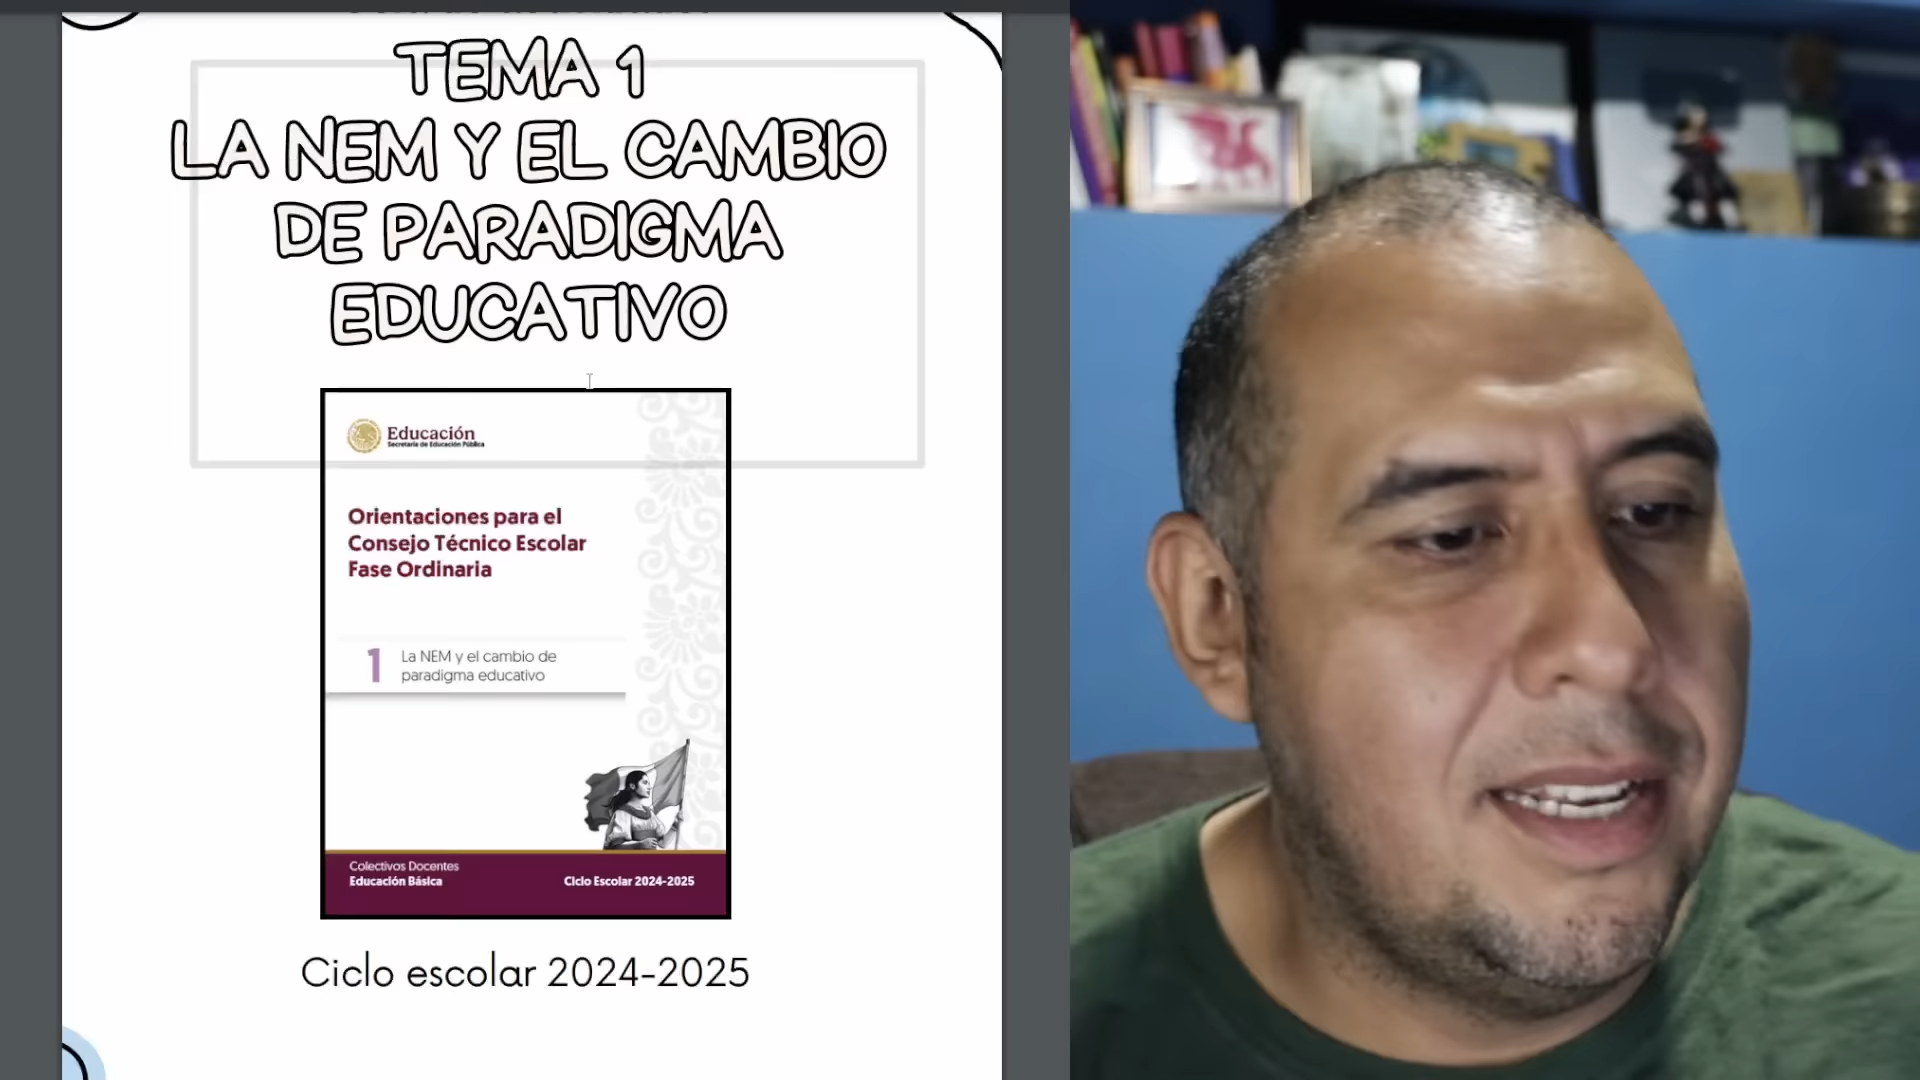 TEMA 1
LA NEM Y EL CAMBIO
DE PARADIGMA
EDUCATIVO
Educación
Secretaría de Educación Pública
Orientaciones para el
Consejo Técnico Escolar
Fase Ordinaria
1
La NEM y el cambio de
paradigma educativo
Colectivos Docentes
Educación Básica
Ciclo Escolar 2024-2025
Ciclo escolar 2024-2025